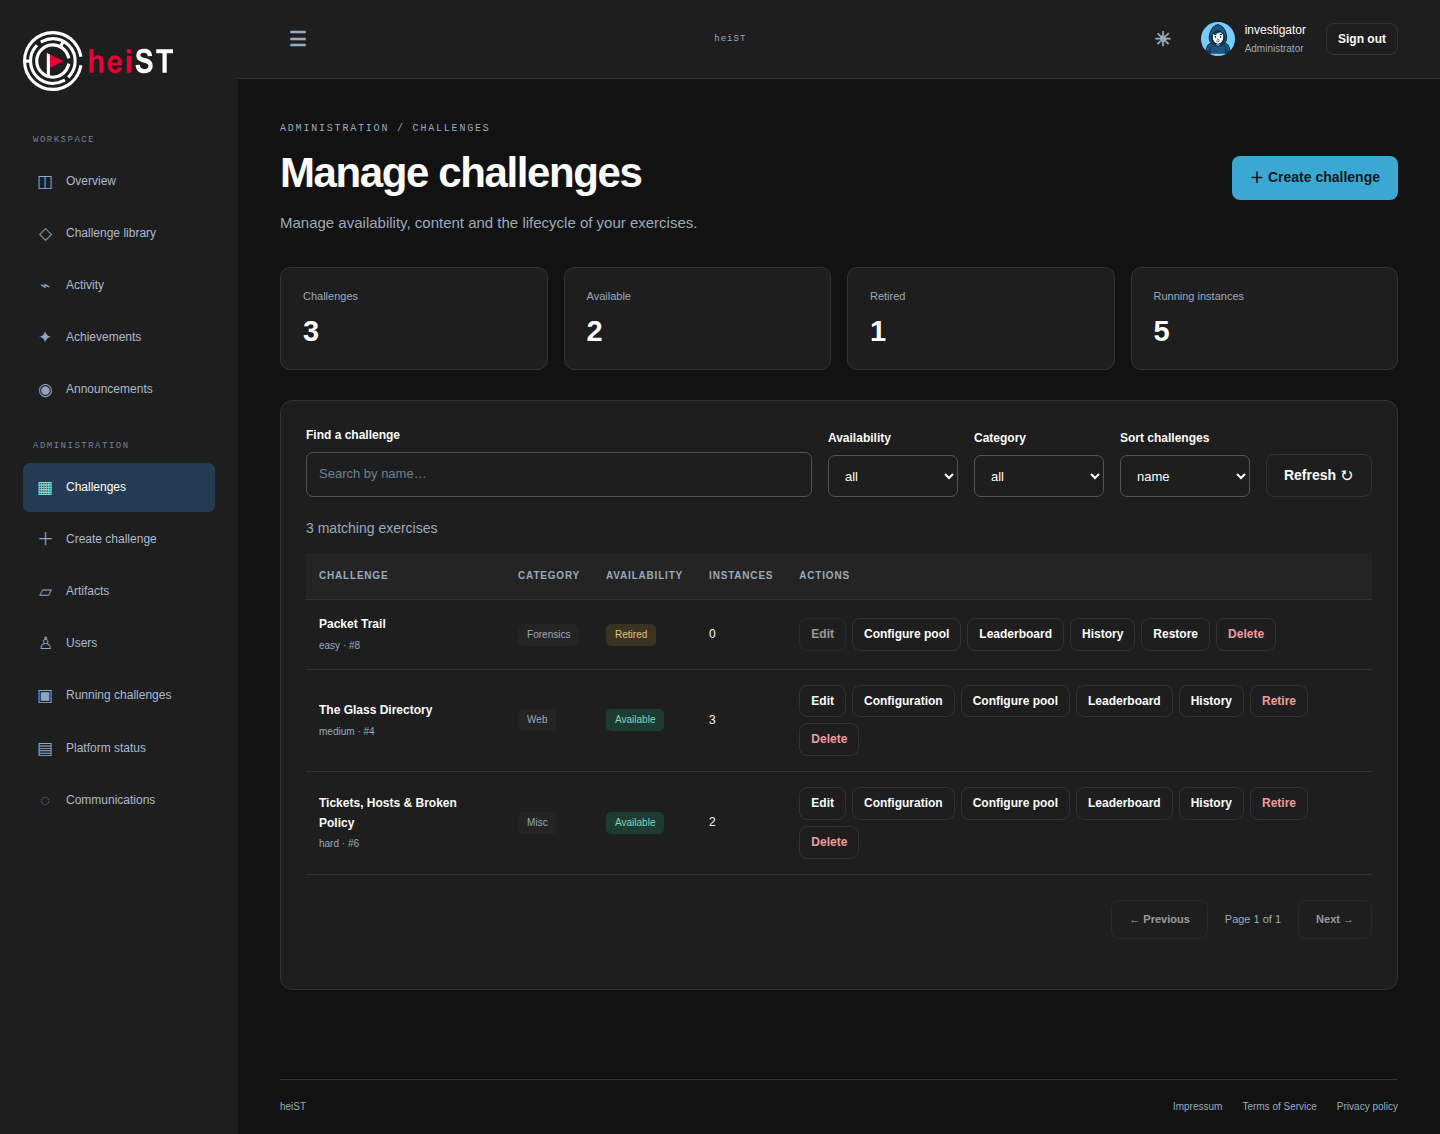 heiST
heiST
investigator
Administrator
Sign out
WORKSPACE
Overview
Challenge library
Activity
Achievements
Announcements
ADMINISTRATION
Challenges
Create challenge
Artifacts
Users
Running challenges
Platform status
Communications
ADMINISTRATION / CHALLENGES
Manage challenges
+ Create challenge
Manage availability, content and the lifecycle of your exercises.
Challenges
3
Available
2
Retired
1
Running instances
5
Find a challenge
Search by name…
Availability
all
Category
all
Sort challenges
name
Refresh ↻
3 matching exercises
CHALLENGE CATEGORY AVAILABILITY INSTANCES ACTIONS
Packet Trail
easy · #8
Forensics Retired 0 Edit Configure pool Leaderboard History Restore Delete
The Glass Directory
medium · #4
Web Available 3 Edit Configuration Configure pool Leaderboard History Retire
Delete
Tickets, Hosts & Broken
Policy
hard · #6
Misc Available 2 Edit Configuration Configure pool Leaderboard History Retire
Delete
← Previous Page 1 of 1 Next →
heiST
Impressum Terms of Service Privacy policy